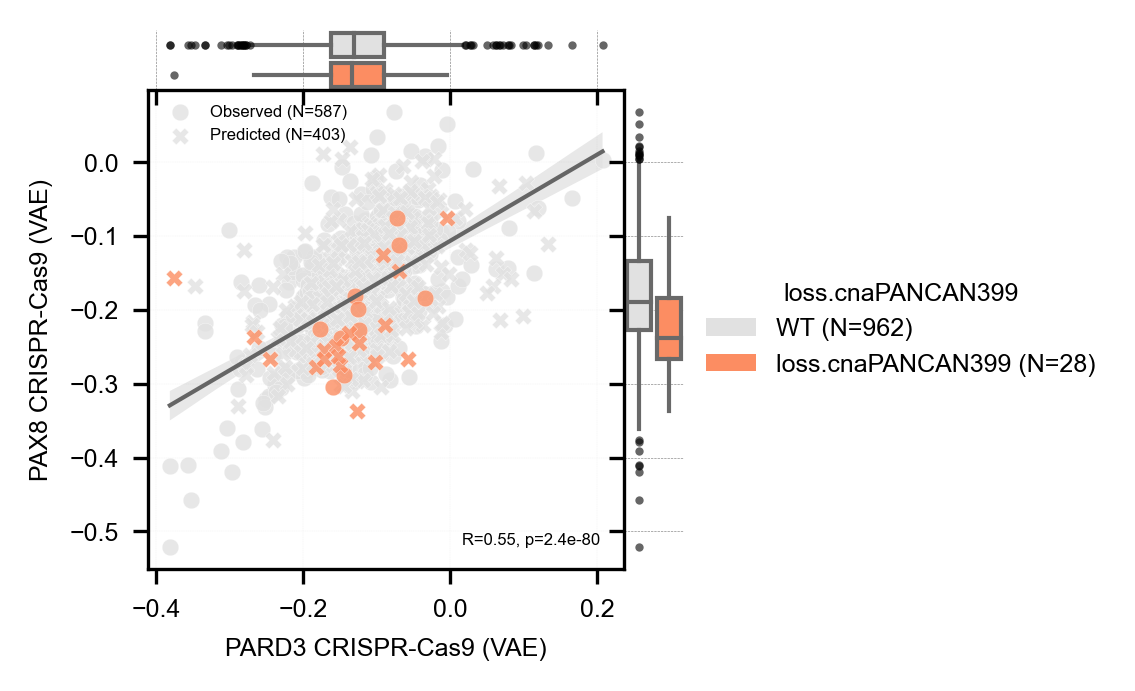 Observed (N=587)
Predicted (N=403)
0.0
−0.1
−0.2
−0.3
−0.4
−0.5
PAX8 CRISPR-Cas9 (VAE)
R=0.55, p=2.4e-80
−0.4
−0.2
0.0
0.2
PARD3 CRISPR-Cas9 (VAE)
loss.cnaPANCAN399
WT (N=962)
loss.cnaPANCAN399 (N=28)